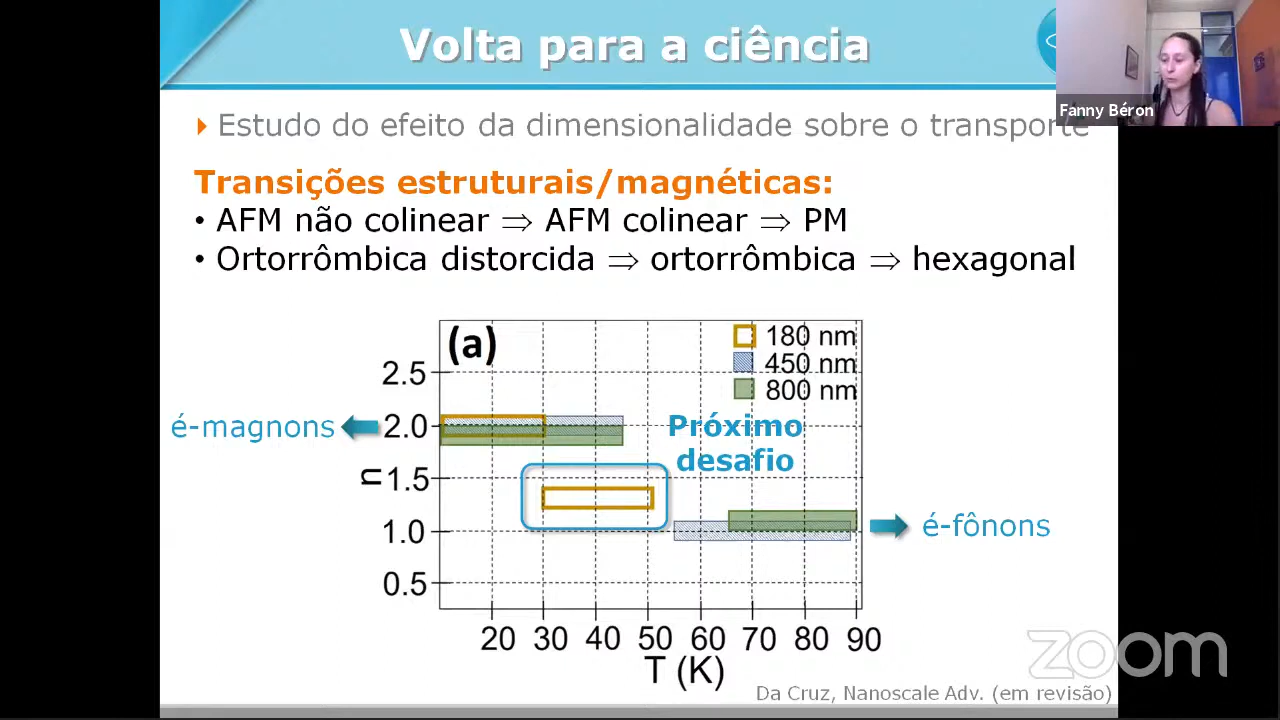 Volta para a ciência
Fanny Béron
Estudo do efeito da dimensionalidade sobre o transporte
Transições estruturais/magnéticas:
• AFM não colinear ⇒ AFM colinear ⇒ PM
• Ortorrômbica distorcida ⇒ ortorrômbica ⇒ hexagonal
(a)
180 nm
450 nm
800 nm
2.5
2.0
1.5
1.0
0.5
n
é-magnons
Próximo
desafio
é-fônons
20 30 40 50 60 70 80 90
T (K)
zoom
Da Cruz, Nanoscale Adv. (em revisão)